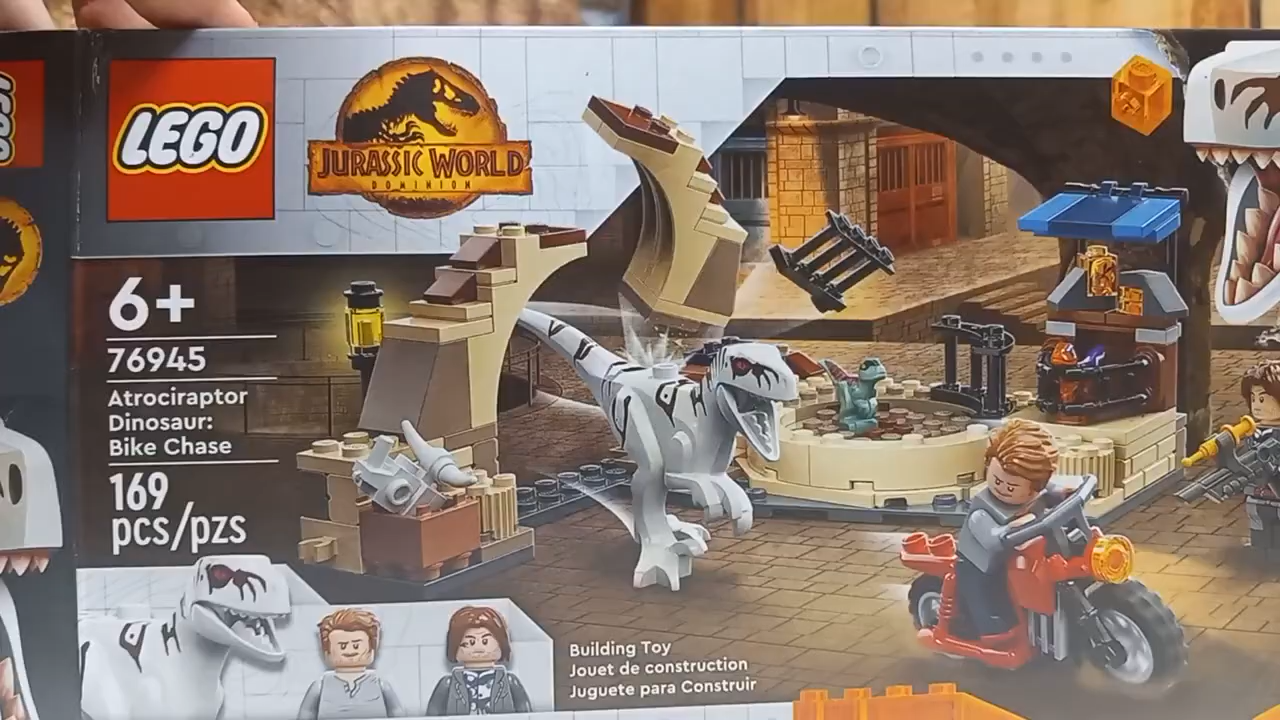 LEGO
JURASSIC WORLD
DOMINION
6+
76945
Atrociraptor
Dinosaur:
Bike Chase
169
pcs/pzs
Building Toy
Jouet de construction
Juguete para Construir